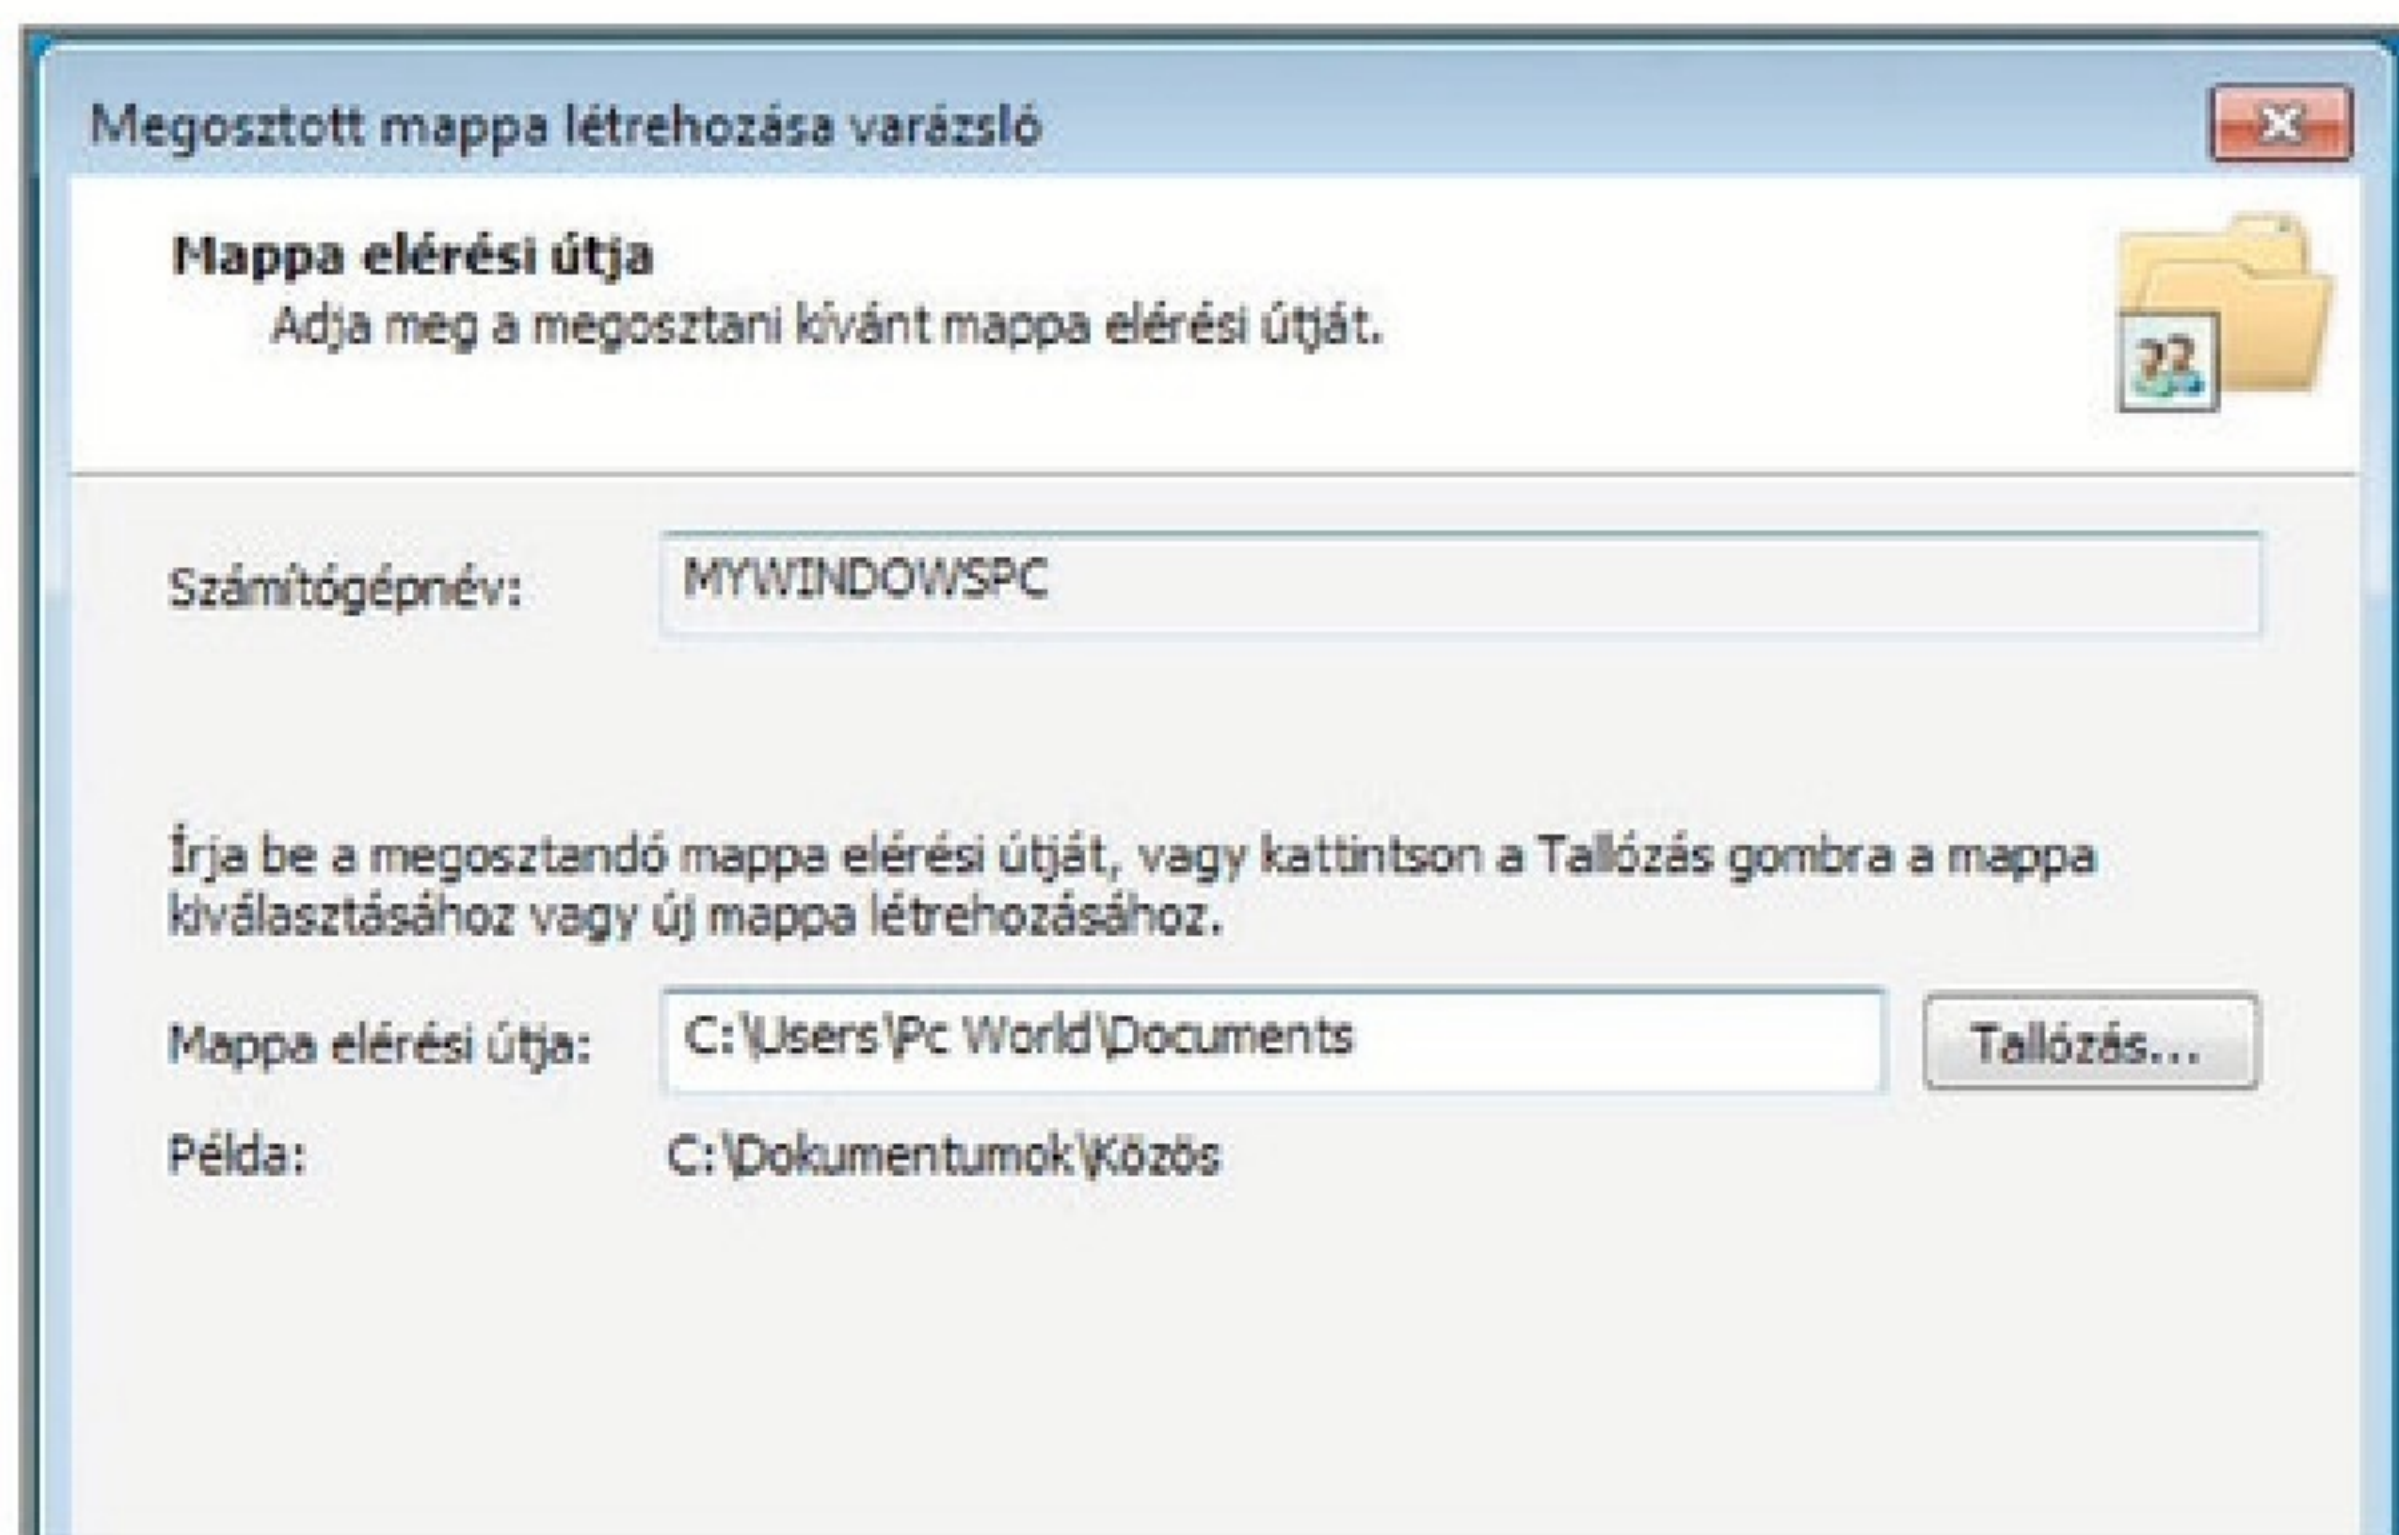 Megosztott mappa létrehozása varázsló
Mappa elérési útja
Adja meg a megosztani kívánt mappa elérési útját.
Számítógépnév:
MYWINDOWSPC
Írja be a megosztandó mappa elérési útját, vagy kattintson a Tallózás gombra a mappa
kiválasztásához vagy új mappa létrehozásához.
Mappa elérési útja:
C:\Users\Pc World\Documents
Tallózás...
Példa:
C:\Dokumentumok\Közös